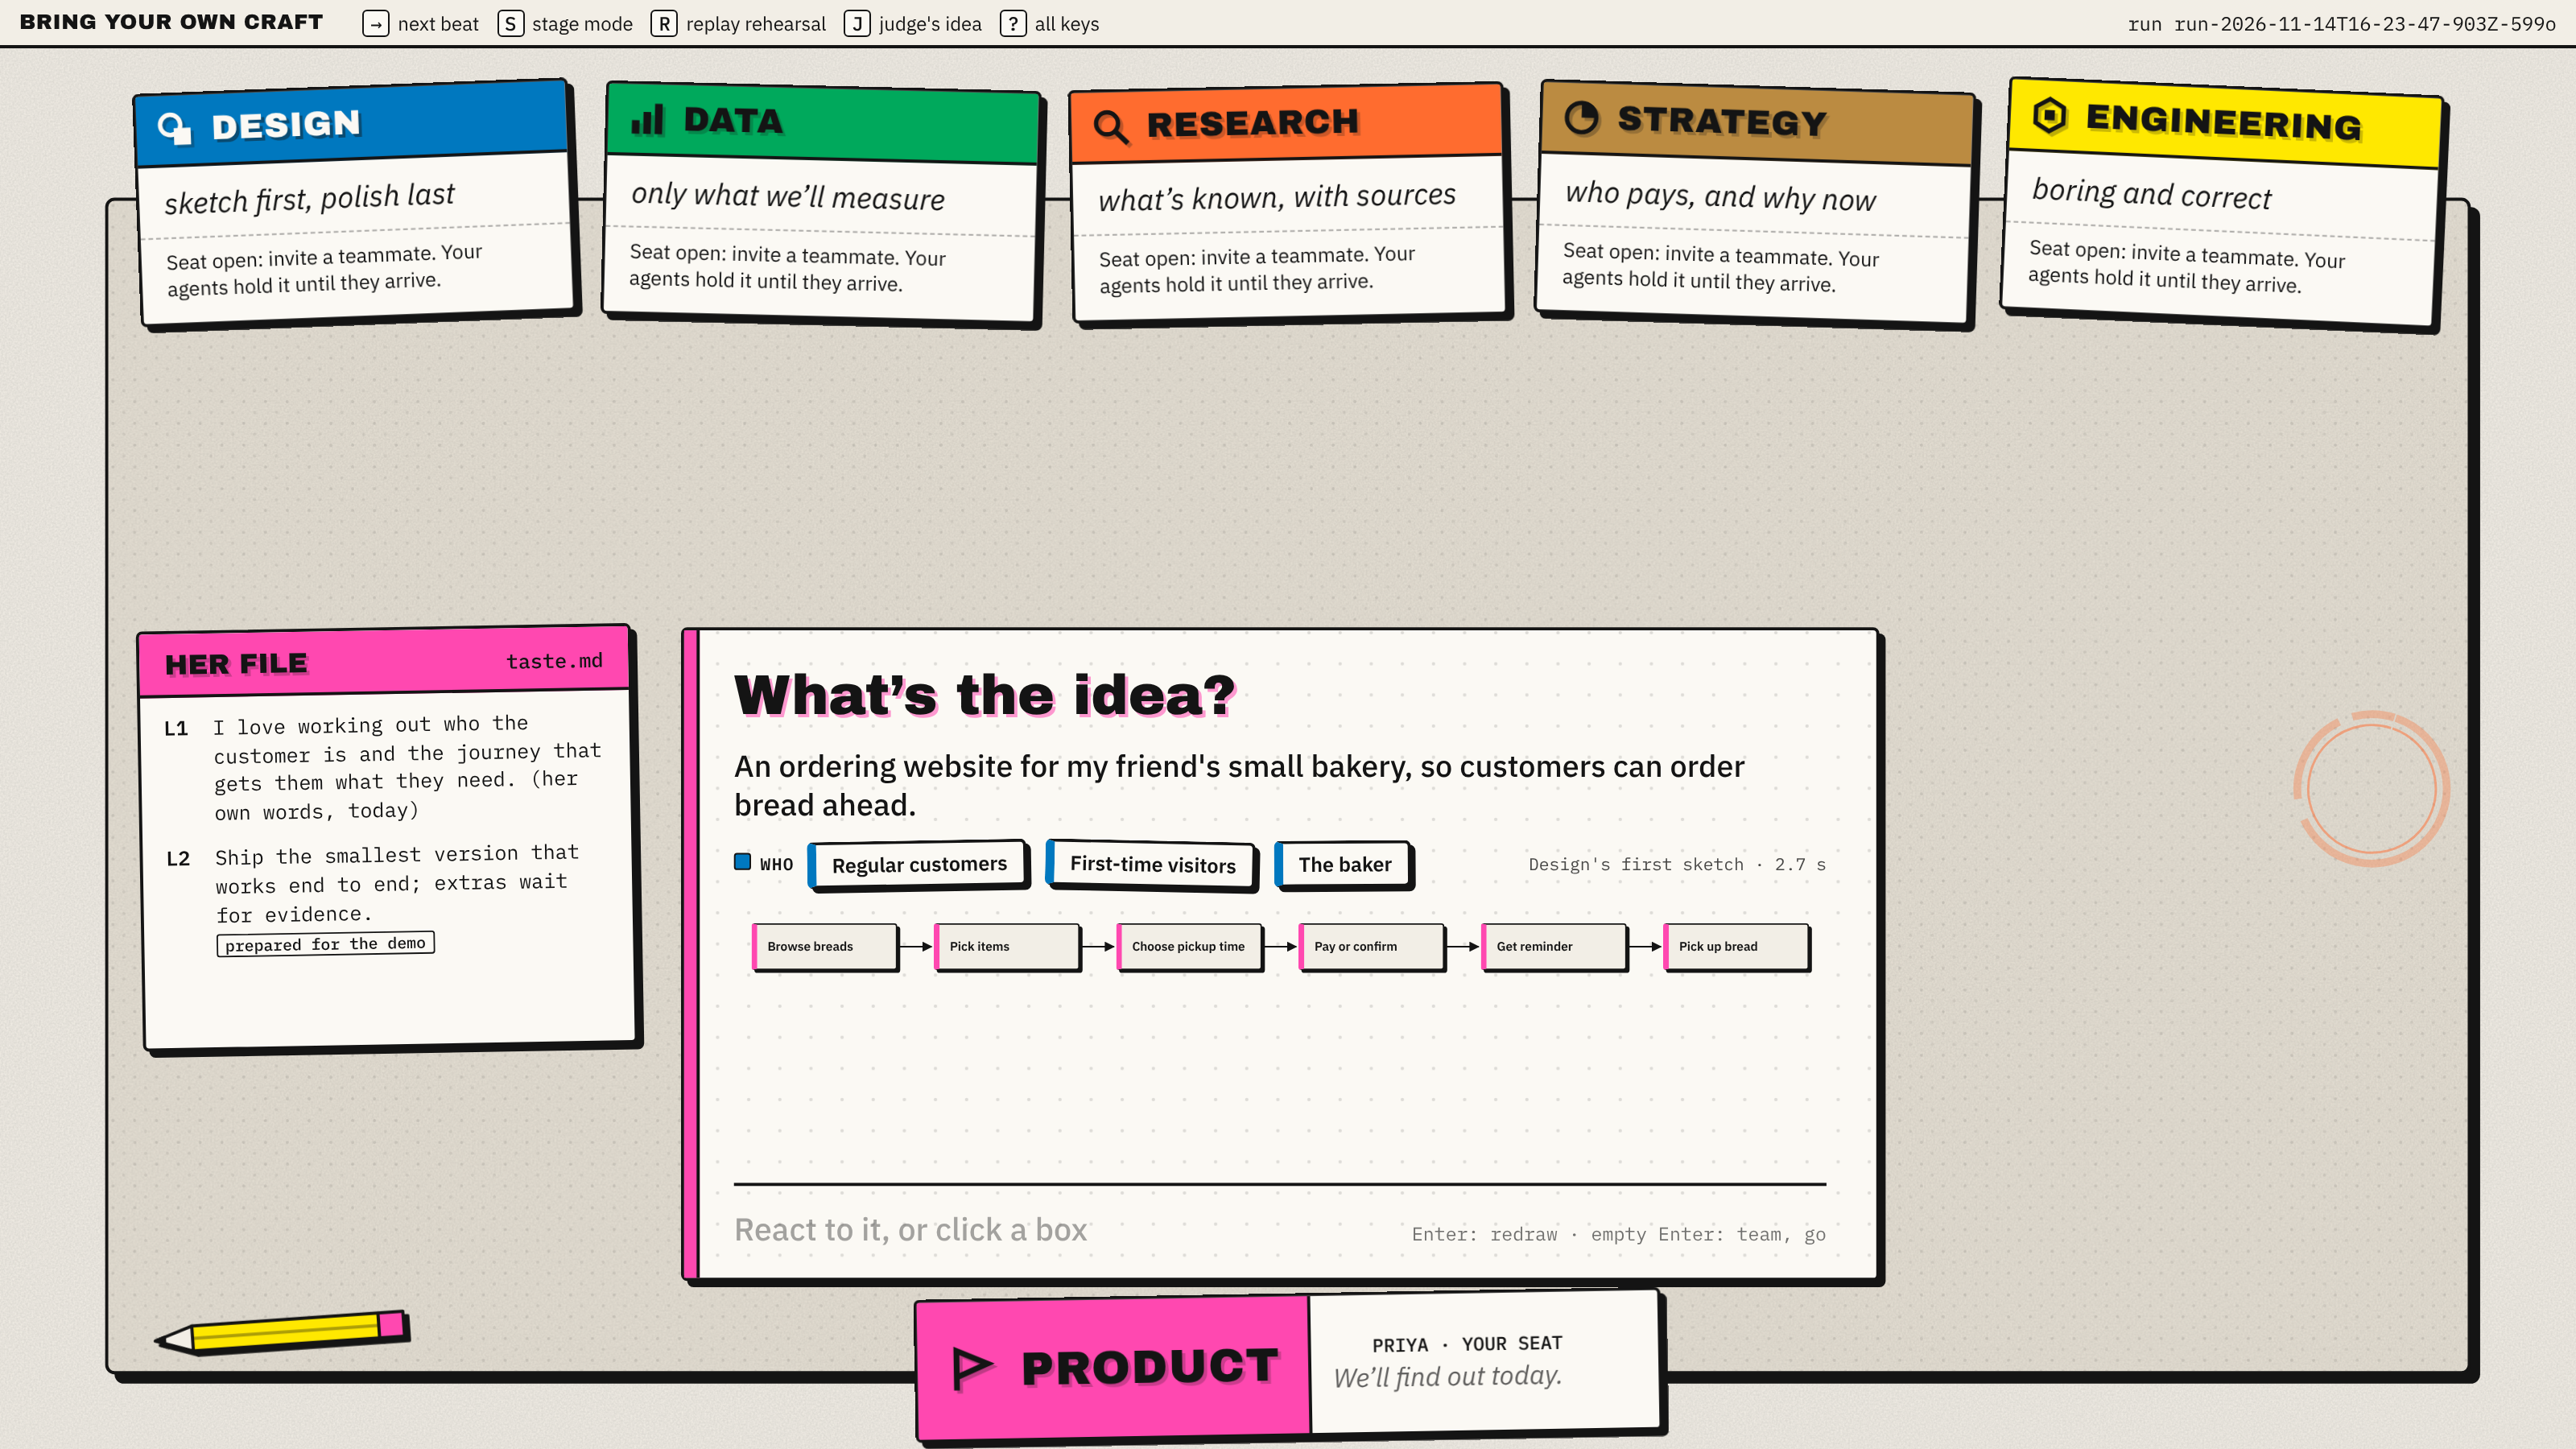 BRING YOUR OWN CRAFT
→ next beat S stage mode R replay rehearsal J judge's idea ? all keys
run run-2026-11-14T16-23-47-903Z-599o
DESIGN
sketch first, polish last
Seat open: invite a teammate. Your
agents hold it until they arrive.
DATA
only what we’ll measure
Seat open: invite a teammate. Your
agents hold it until they arrive.
RESEARCH
what’s known, with sources
Seat open: invite a teammate. Your
agents hold it until they arrive.
STRATEGY
who pays, and why now
Seat open: invite a teammate. Your
agents hold it until they arrive.
ENGINEERING
boring and correct
Seat open: invite a teammate. Your
agents hold it until they arrive.
HER FILE taste.md
L1 I love working out who the
customer is and the journey that
gets them what they need. (her
own words, today)
L2 Ship the smallest version that
works end to end; extras wait
for evidence.
prepared for the demo
What’s the idea?
An ordering website for my friend's small bakery, so customers can order
bread ahead.
WHO Regular customers First-time visitors The baker Design's first sketch · 2.7 s
Browse breads Pick items Choose pickup time Pay or confirm Get reminder Pick up bread
React to it, or click a box Enter: redraw · empty Enter: team, go
PRODUCT
PRIYA · YOUR SEAT
We’ll find out today.